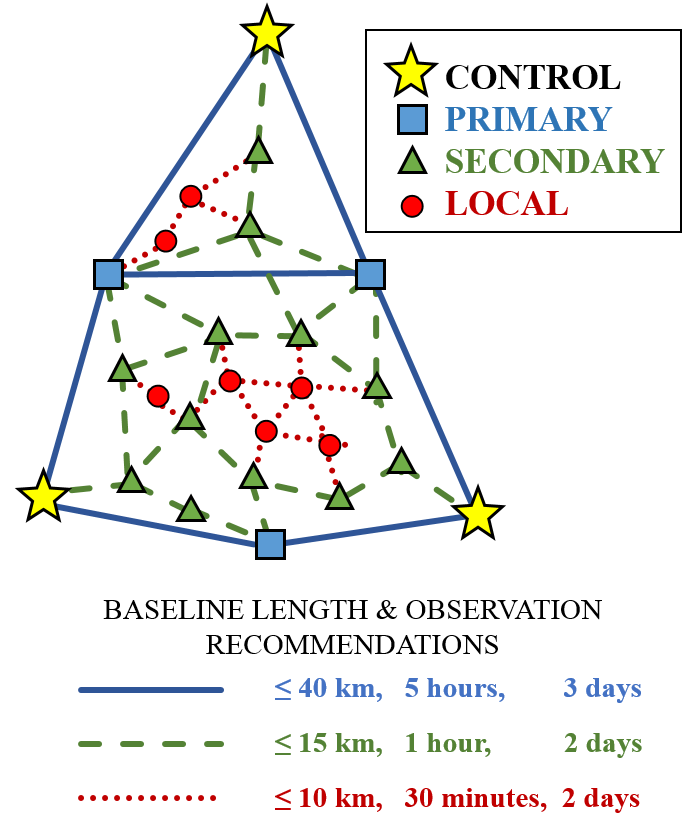 CONTROL
PRIMARY
SECONDARY
LOCAL
BASELINE LENGTH & OBSERVATION
RECOMMENDATIONS
≤ 40 km, 5 hours, 3 days
≤ 15 km, 1 hour, 2 days
≤ 10 km, 30 minutes, 2 days